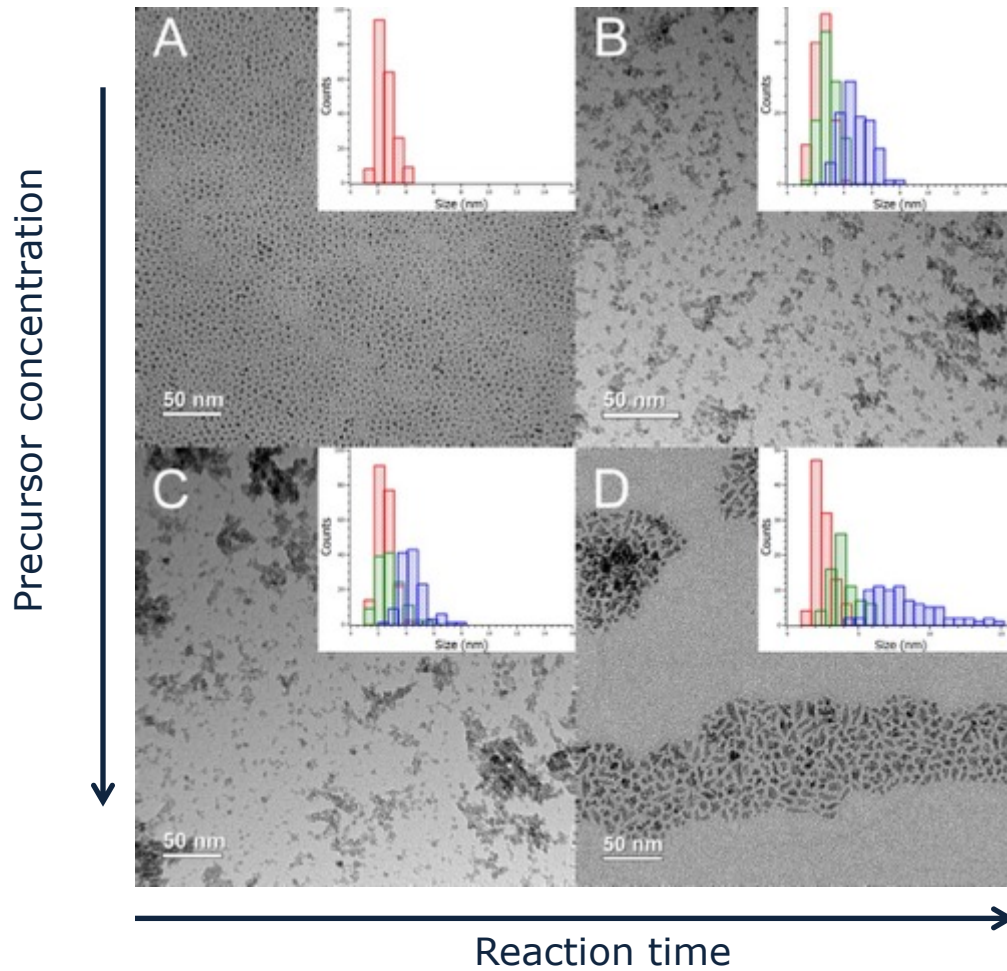 Precursor concentration
A
Counts
Size (nm)
50 nm
B
Counts
Size (nm)
50 nm
C
Counts
Size (nm)
50 nm
D
Counts
Size (nm)
50 nm
Reaction time